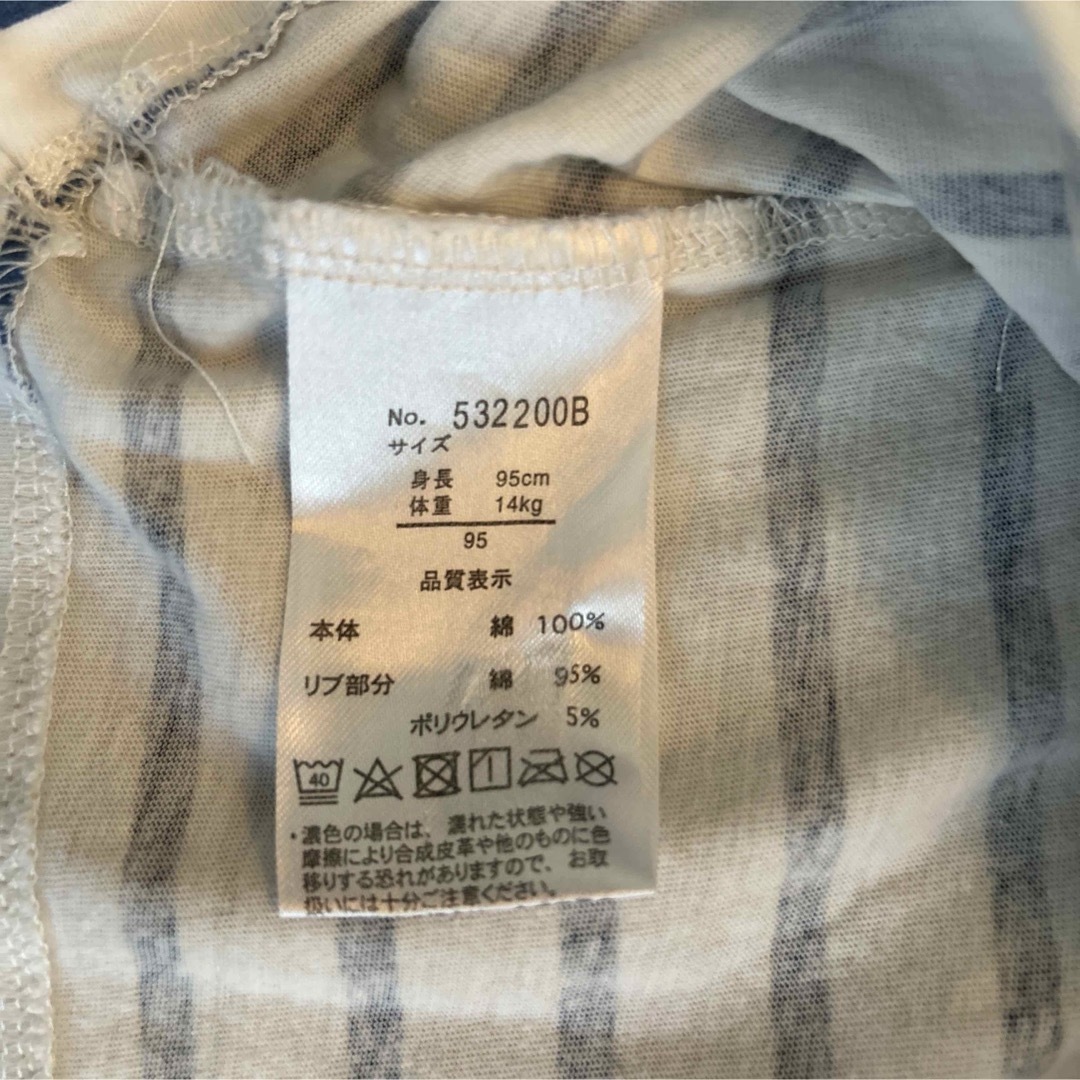 No. 532200B
サイズ
身長 95cm
体重 14kg
95
品質表示
本体 綿 100%
リブ部分 綿 95%
ポリウレタン 5%
40
・濃色の場合は、濡れた状態や強い
摩擦により合成皮革や他のものに色
移りする恐れがありますので、お取
扱いには十分ご注意ください。